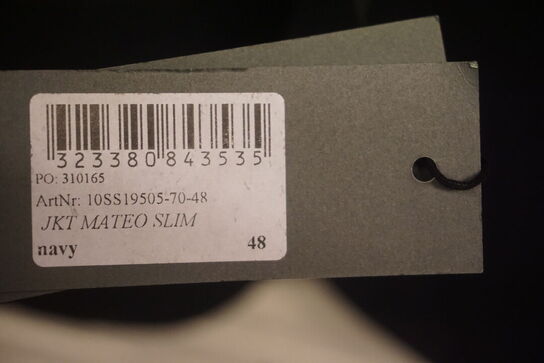 323380843535
PO: 310165
ArtNr: 10SS19505-70-48
JKT MATEO SLIM
navy 48